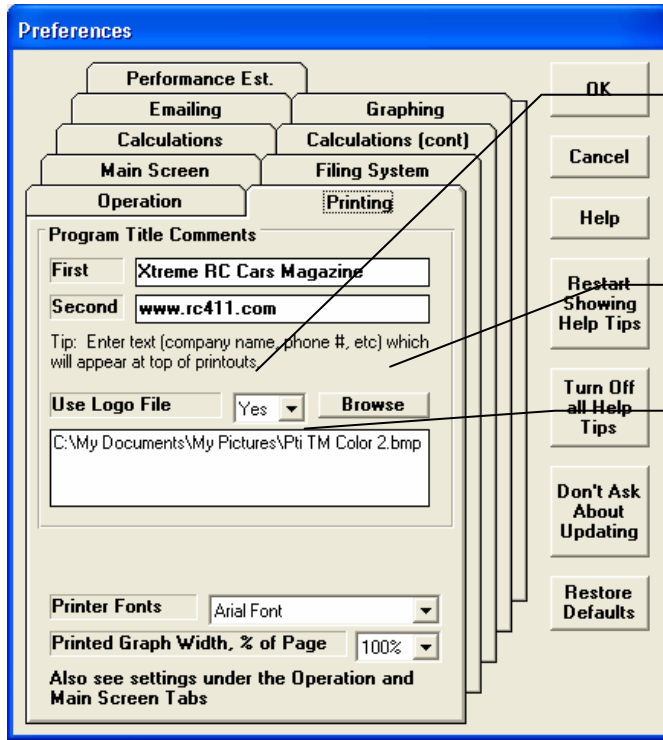 Preferences
Performance Est.
Emailing
Graphing
Calculations
Calculations (cont)
Main Screen
Filing System
Operation
Printing
Program Title Comments
First
Xtreme RC Cars Magazine
Second
www.rc411.com
Tip: Enter text (company name, phone #, etc) which
will appear at top of printouts.
Use Logo File
Yes
Browse
C:\My Documents\My Pictures\Pti TM Color 2.bmp
Printer Fonts
Arial Font
Printed Graph Width, % of Page
100%
Also see settings under the Operation and
Main Screen Tabs
OK
Cancel
Help
Restart
Showing
Help Tips
Turn Off
all Help
Tips
Don't Ask
About
Updating
Restore
Defaults